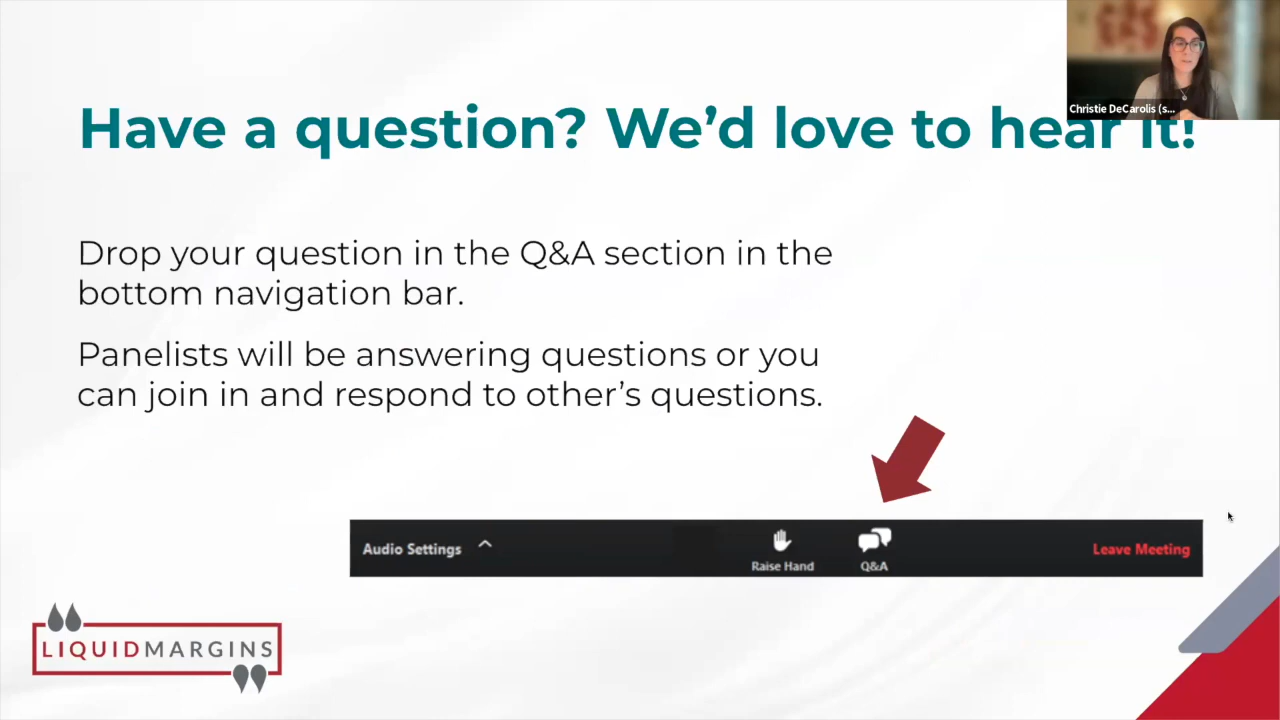 Christie DeCarolis (s...
Have a question? We’d love to hear it!
Drop your question in the Q&A section in the
bottom navigation bar.
Panelists will be answering questions or you
can join in and respond to other’s questions.
Audio Settings
Raise Hand
Q&A
Leave Meeting
LIQUIDMARGINS